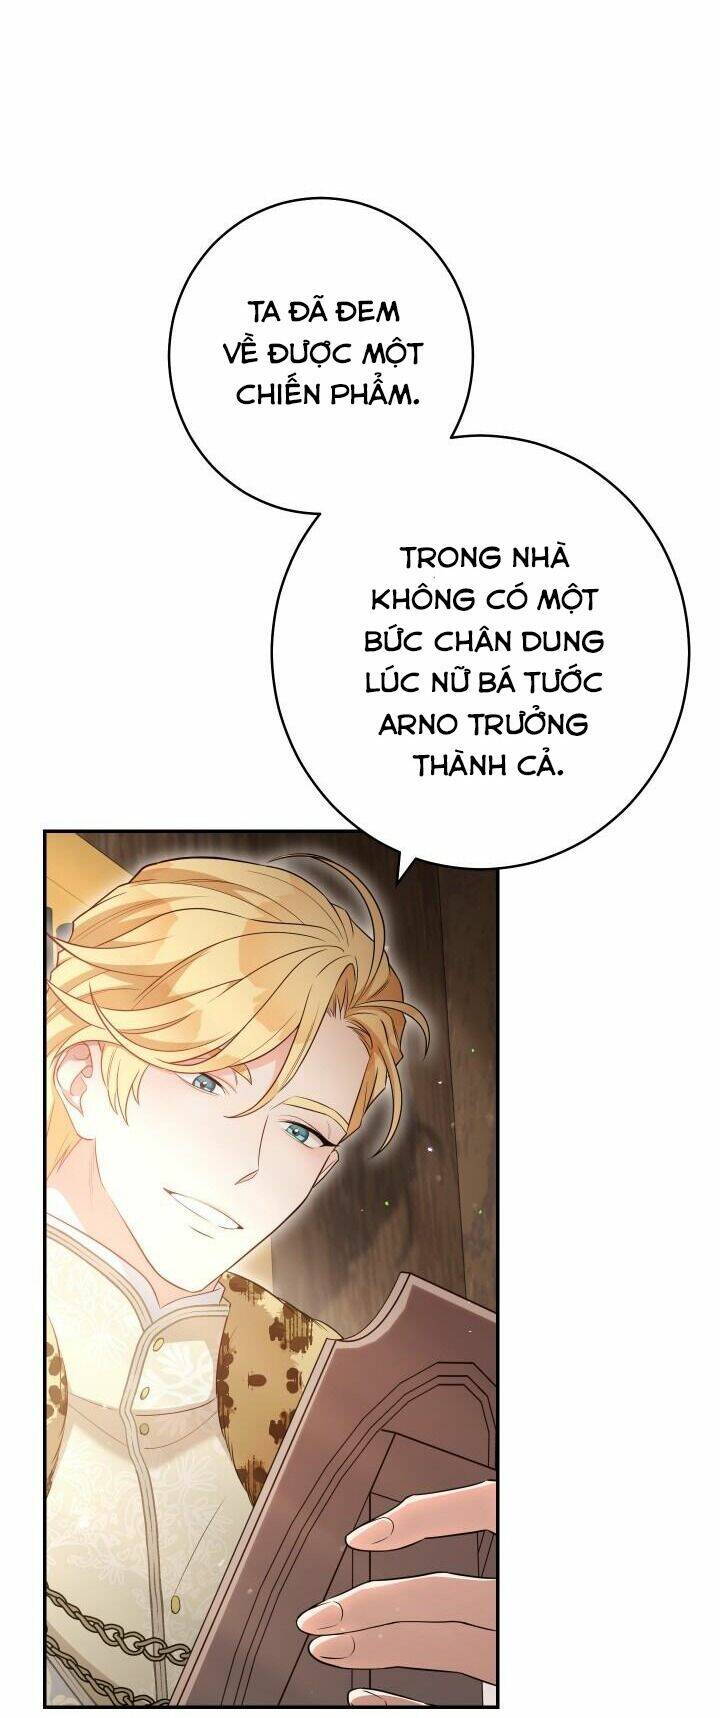 TA ĐÃ ĐEM
VỀ ĐƯỢC MỘT
CHIẾN PHẨM.
TRONG NHÀ
KHÔNG CÓ MỘT
BỨC CHÂN DUNG
LÚC NỮ BÁ TƯỚC
ARNO TRƯỞNG
THÀNH CẢ.